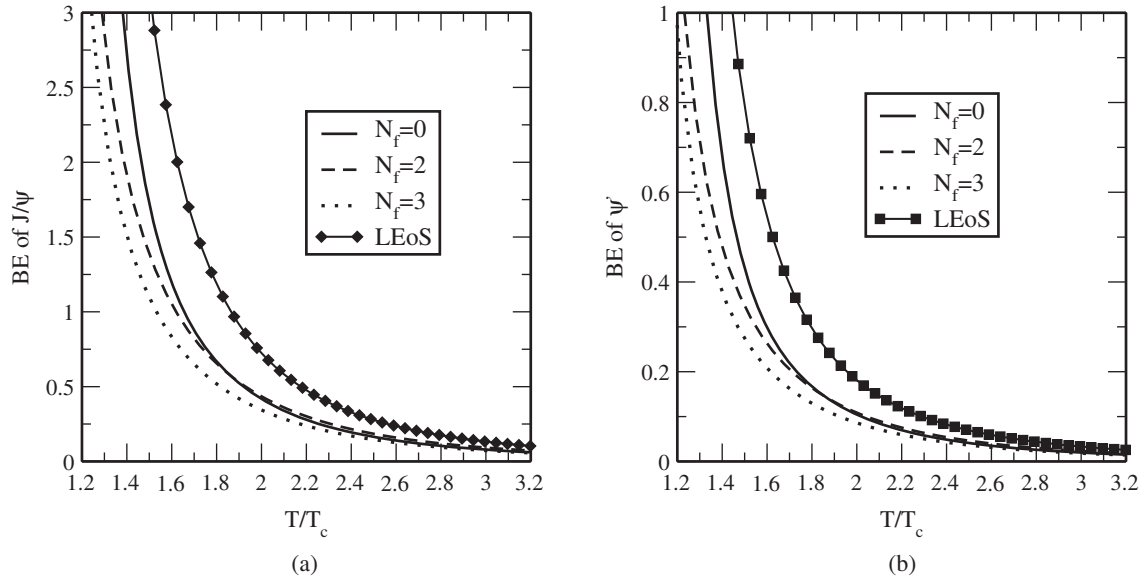 3
2.5
2
1.5
1
0.5
0
BE of J/ψ
N_f=0
N_f=2
N_f=3
LEoS
1.2 1.4 1.6 1.8 2 2.2 2.4 2.6 2.8 3 3.2
T/T_c
(a)
1
0.8
0.6
0.4
0.2
0
BE of ψ'
N_f=0
N_f=2
N_f=3
LEoS
1.2 1.4 1.6 1.8 2 2.2 2.4 2.6 2.8 3 3.2
T/T_c
(b)